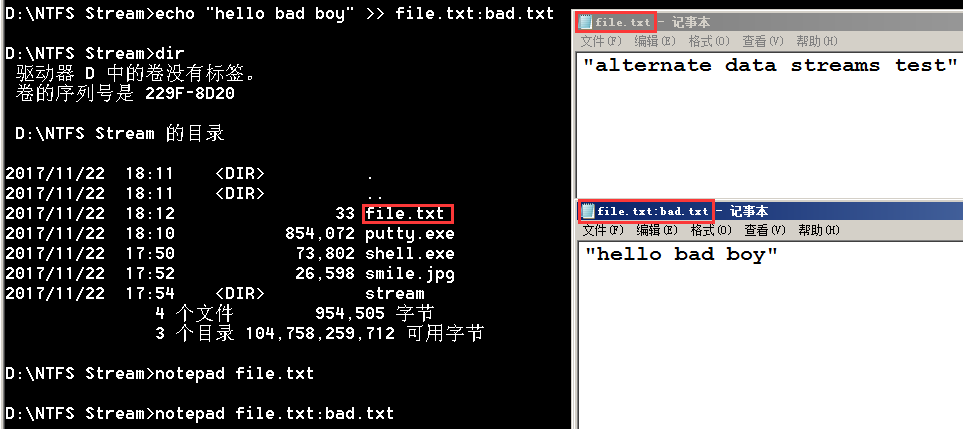 D:\NTFS Stream>echo "hello bad boy" >> file.txt:bad.txt
D:\NTFS Stream>dir
驱动器 D 中的卷没有标签。
卷的序列号是 229F-8D20
D:\NTFS Stream 的目录
2017/11/22  18:11    <DIR>          .
2017/11/22  18:11    <DIR>          ..
2017/11/22  18:12                33 file.txt
2017/11/22  18:10           854,072 putty.exe
2017/11/22  17:50            73,802 shell.exe
2017/11/22  17:52            26,598 smile.jpg
2017/11/22  17:54    <DIR>          stream
4 个文件        954,505 字节
3 个目录 104,758,259,712 可用字节
D:\NTFS Stream>notepad file.txt
D:\NTFS Stream>notepad file.txt:bad.txt
file.txt - 记事本
文件(F) 编辑(E) 格式(O) 查看(V) 帮助(H)
"alternate data streams test"
file.txt:bad.txt - 记事本
文件(F) 编辑(E) 格式(O) 查看(V) 帮助(H)
"hello bad boy"